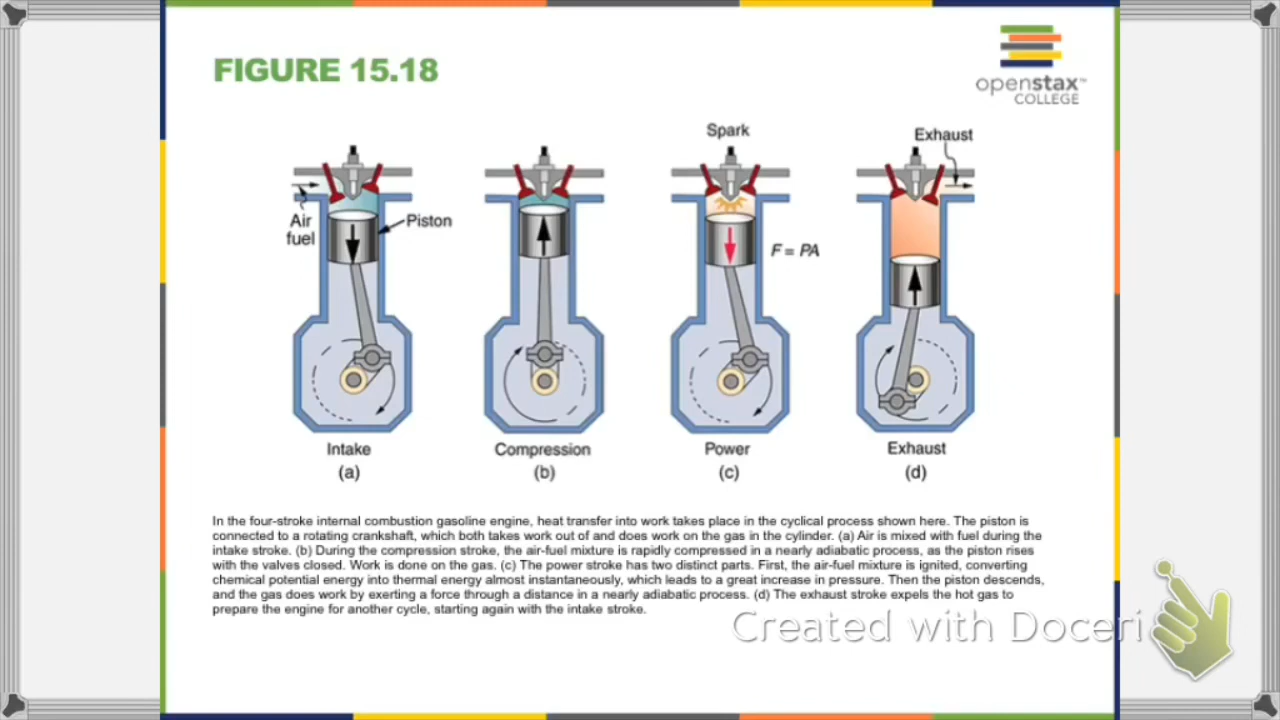 FIGURE 15.18
openstax™
COLLEGE
Spark
Exhaust
Air
fuel
Piston
F = PA
Intake
Compression
Power
Exhaust
(a)
(b)
(c)
(d)
In the four-stroke internal combustion gasoline engine, heat transfer into work takes place in the cyclical process shown here. The piston is
connected to a rotating crankshaft, which both takes work out of and does work on the gas in the cylinder. (a) Air is mixed with fuel during the
intake stroke. (b) During the compression stroke, the air-fuel mixture is rapidly compressed in a nearly adiabatic process, as the piston rises
with the valves closed. Work is done on the gas. (c) The power stroke has two distinct parts. First, the air-fuel mixture is ignited, converting
chemical potential energy into thermal energy almost instantaneously, which leads to a great increase in pressure. Then the piston descends,
and the gas does work by exerting a force through a distance in a nearly adiabatic process. (d) The exhaust stroke expels the hot gas to
prepare the engine for another cycle, starting again with the intake stroke.
Created with Doceri